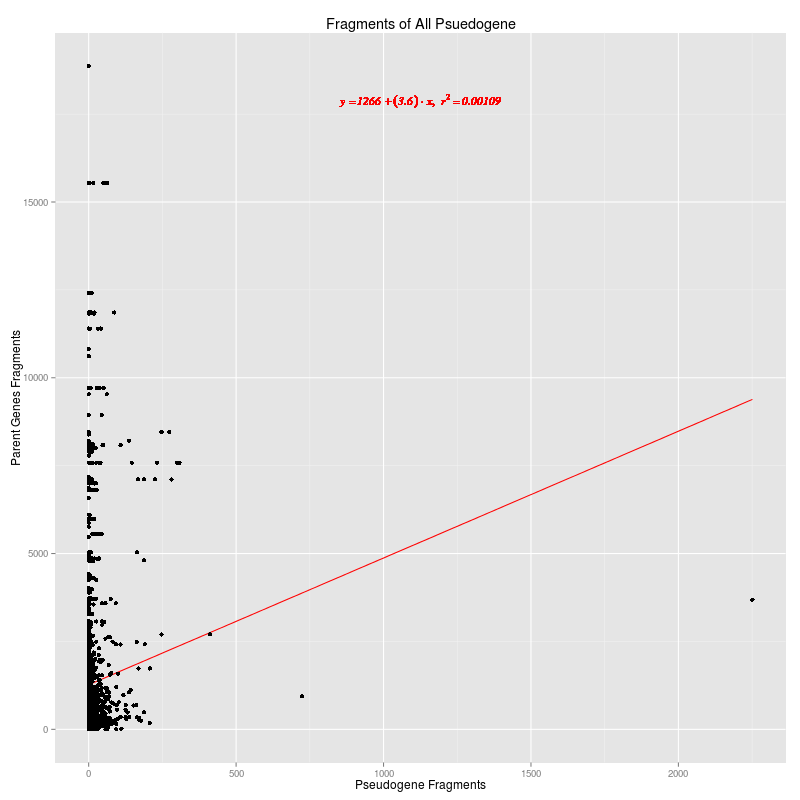 Fragments of All Psuedogene
y = 1266 + (3.6) · x, r² = 0.00109
Parent Genes Fragments
15000
10000
5000
0
0 500 1000 1500 2000
Pseudogene Fragments